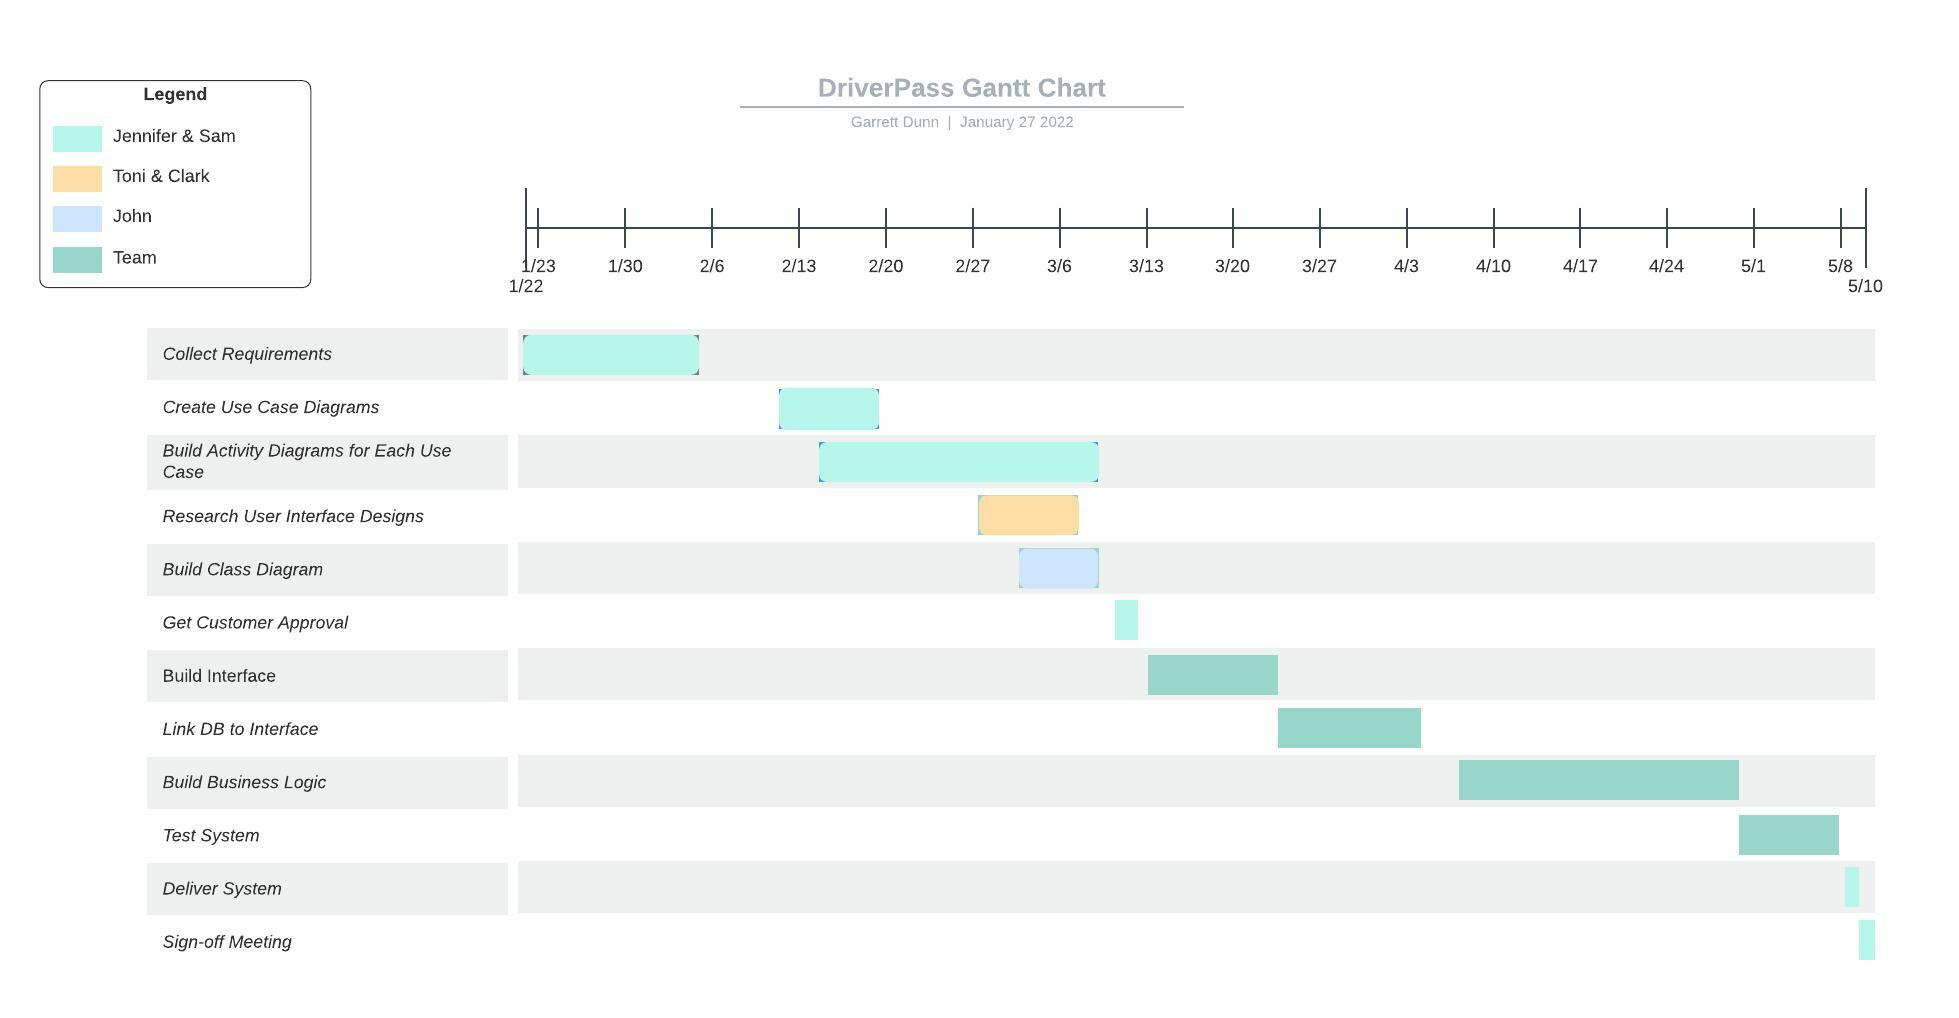 DriverPass Gantt Chart
Garrett Dunn | January 27 2022
Legend
Jennifer & Sam
Toni & Clark
John
Team
1/23 1/30 2/6 2/13 2/20 2/27 3/6 3/13 3/20 3/27 4/3 4/10 4/17 4/24 5/1 5/8
1/22 5/10
Collect Requirements
Create Use Case Diagrams
Build Activity Diagrams for Each Use
Case
Research User Interface Designs
Build Class Diagram
Get Customer Approval
Build Interface
Link DB to Interface
Build Business Logic
Test System
Deliver System
Sign-off Meeting